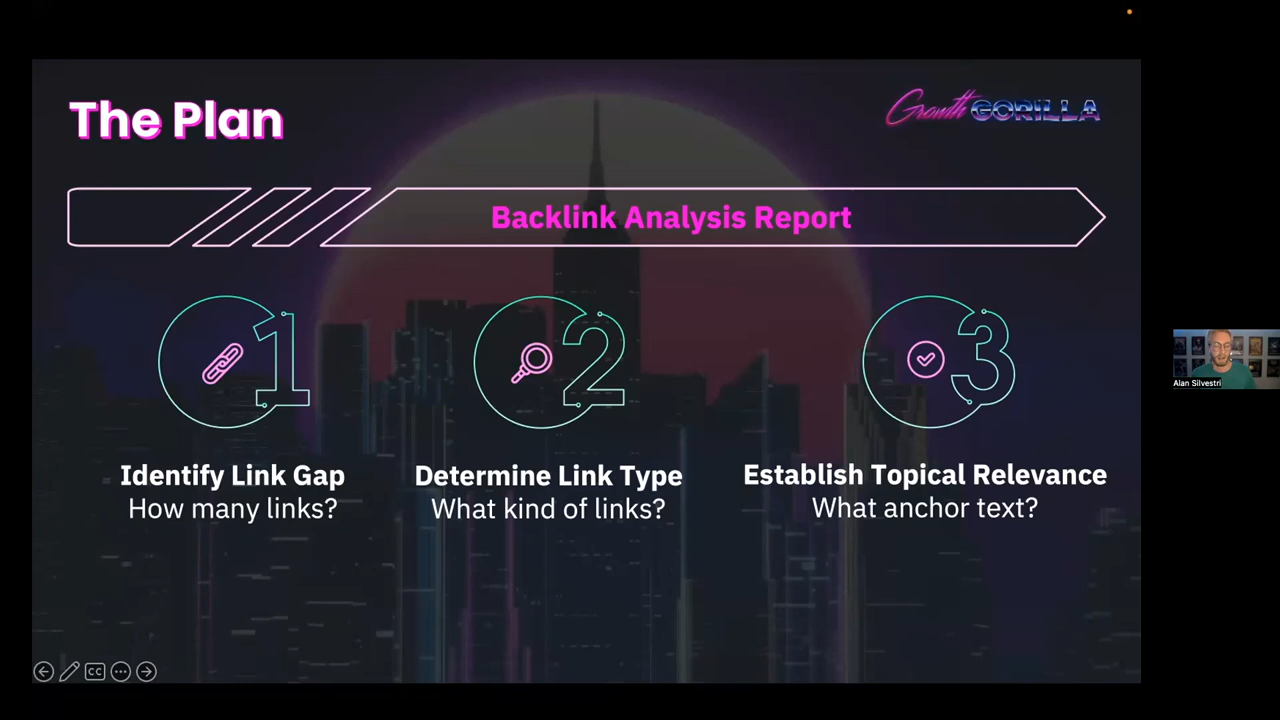 The Plan
Growth GORILLA
Backlink Analysis Report
1
2
3
Identify Link Gap
How many links?
Determine Link Type
What kind of links?
Establish Topical Relevance
What anchor text?
Alan Silvestri
CC